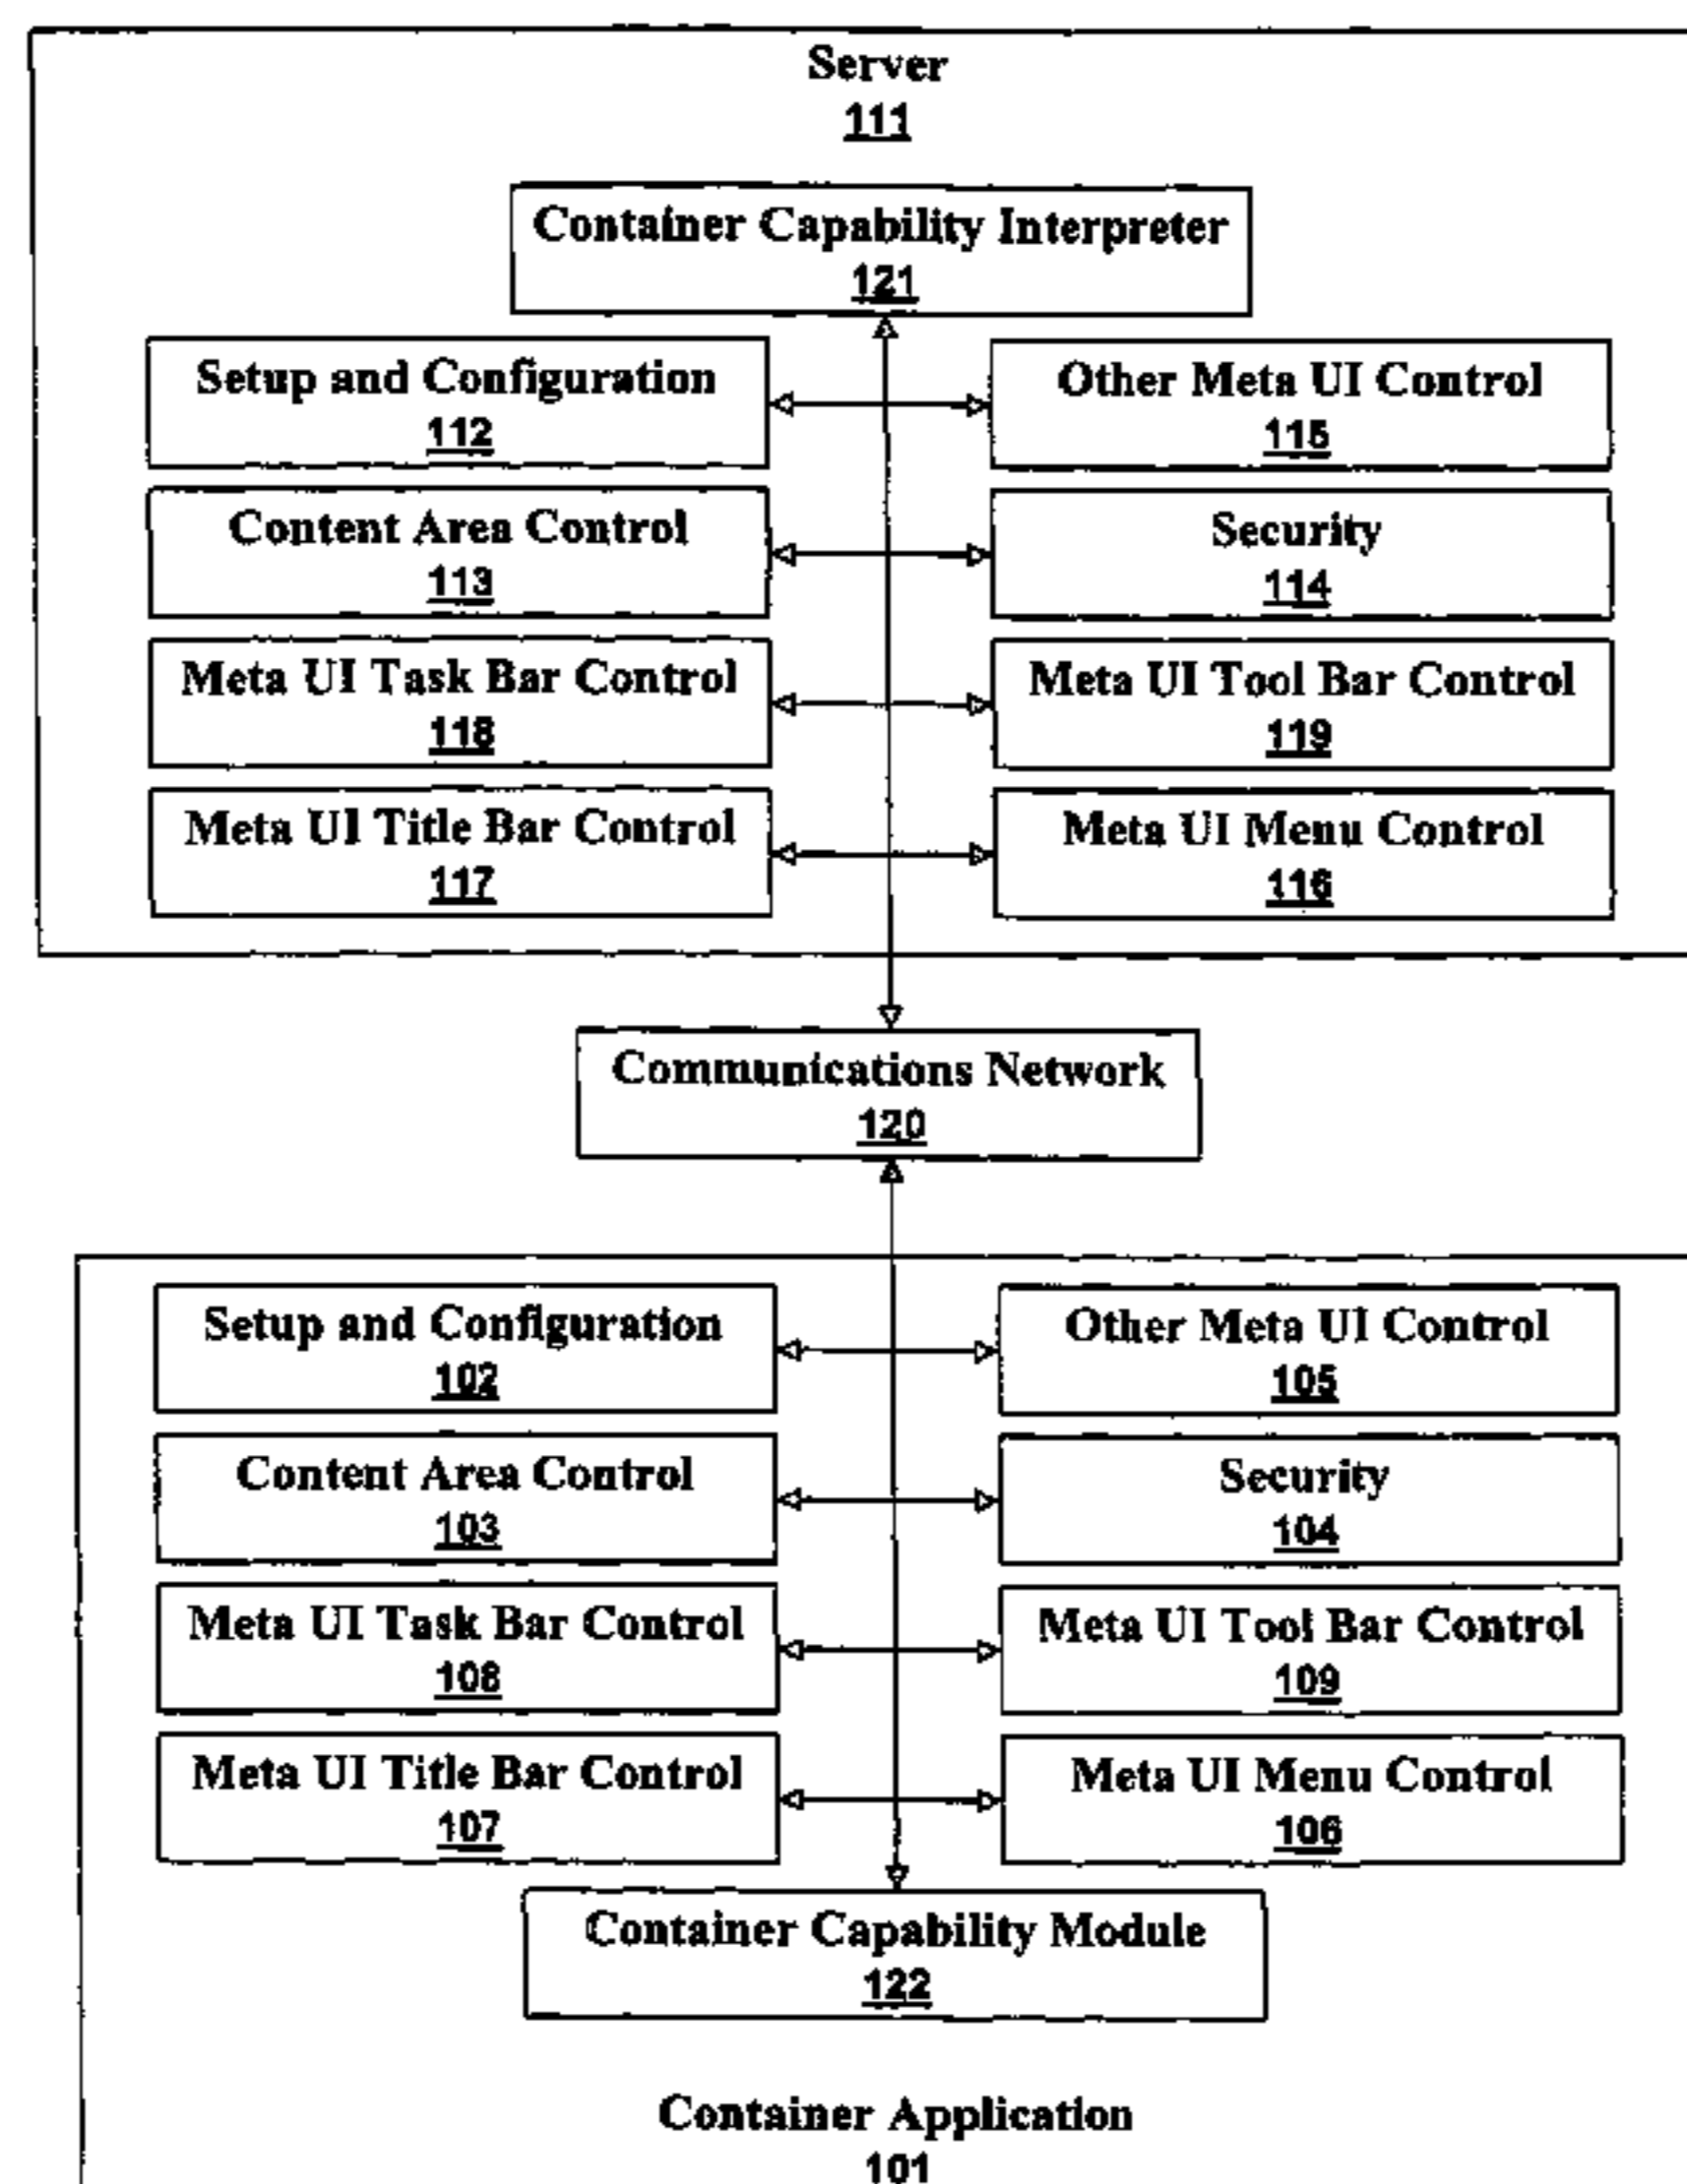 Server
111
Container Capability Interpreter
121
Setup and Configuration
112
Other Meta UI Control
115
Content Area Control
113
Security
114
Meta UI Task Bar Control
118
Meta UI Tool Bar Control
119
Meta UI Title Bar Control
117
Meta UI Menu Control
116
Communications Network
120
Setup and Configuration
102
Other Meta UI Control
105
Content Area Control
103
Security
104
Meta UI Task Bar Control
108
Meta UI Tool Bar Control
109
Meta UI Title Bar Control
107
Meta UI Menu Control
106
Container Capability Module
122
Container Application
101